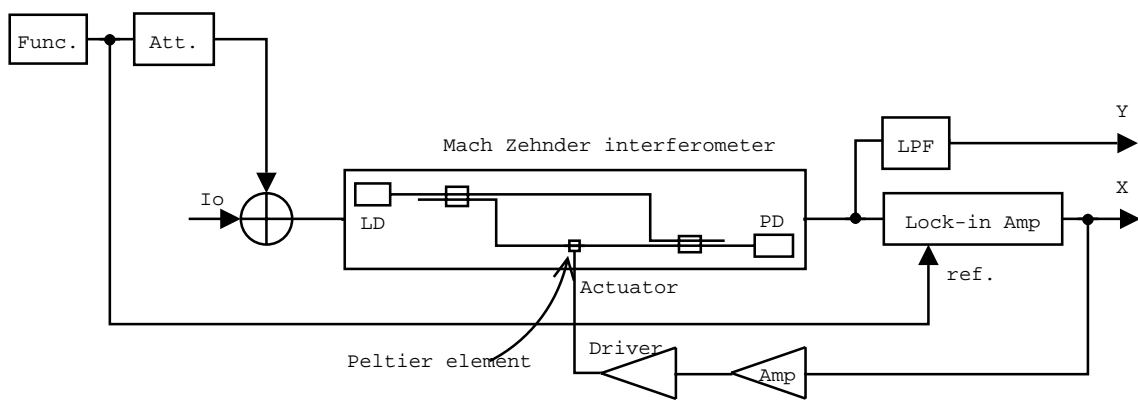 Func.
Att.
Y
Mach Zehnder interferometer
LPF
Io
X
LD
PD
Lock-in Amp
Actuator
ref.
Peltier element
Driver
Amp